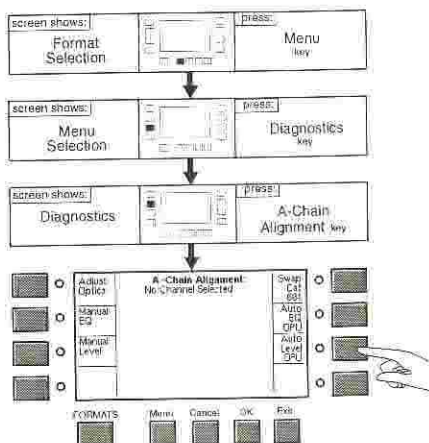 screen shows:
press:
Format
Selection
Menu
key
screen shows:
press:
Menu
Selection
Diagnostics
key
screen shows:
press:
Diagnostics
A-Chain
Alignment key
Adjust
Optics
A-Chain Alignment:
No Channel Selected
Swap
Cat
681
Manual
EQ
Auto
EQ
OPU
Manual
Level
Auto
Level
OPU
FORMATS
Menu
Cancel
OK
Exit